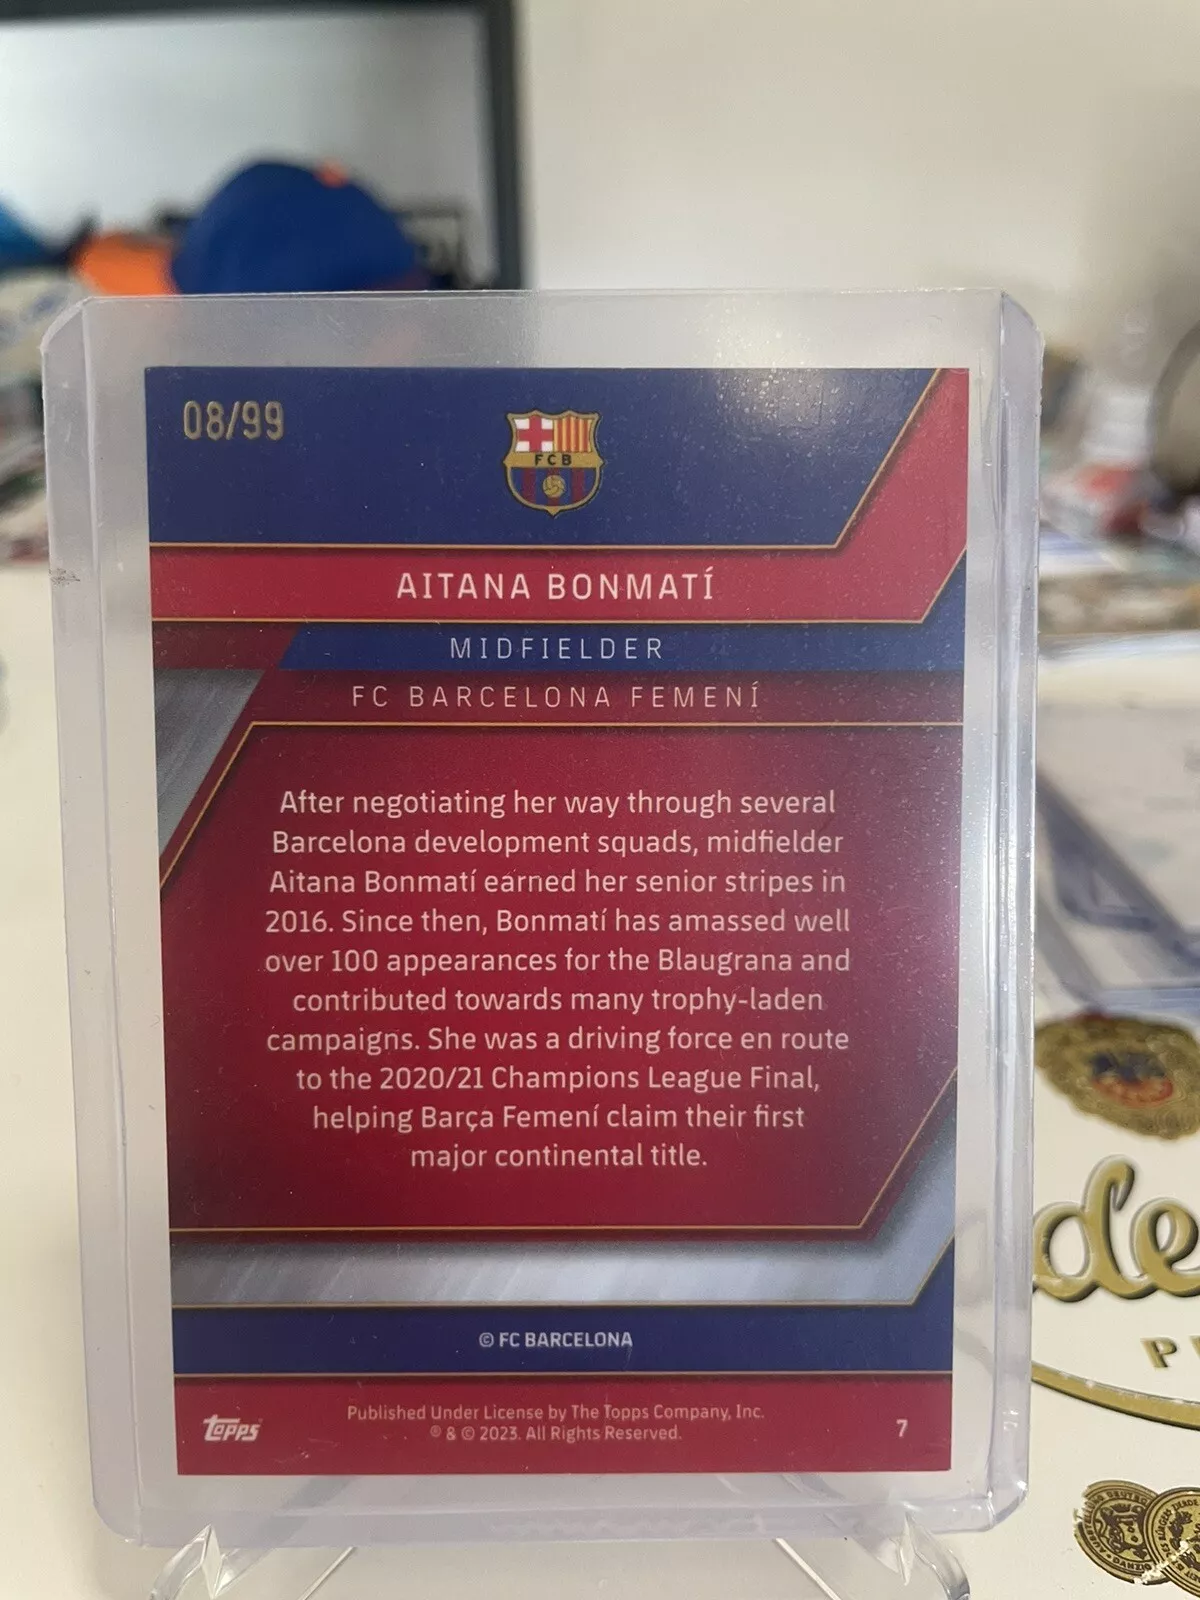 08/99
FCB
AITANA BONMATÍ
MIDFIELDER
FC BARCELONA FEMENÍ
After negotiating her way through several
Barcelona development squads, midfielder
Aitana Bonmatí earned her senior stripes in
2016. Since then, Bonmatí has amassed well
over 100 appearances for the Blaugrana and
contributed towards many trophy-laden
campaigns. She was a driving force en route
to the 2020/21 Champions League Final,
helping Barça Femení claim their first
major continental title.
© FC BARCELONA
Topps
Published Under License by The Topps Company, Inc.
® & © 2023. All Rights Reserved.
7
de